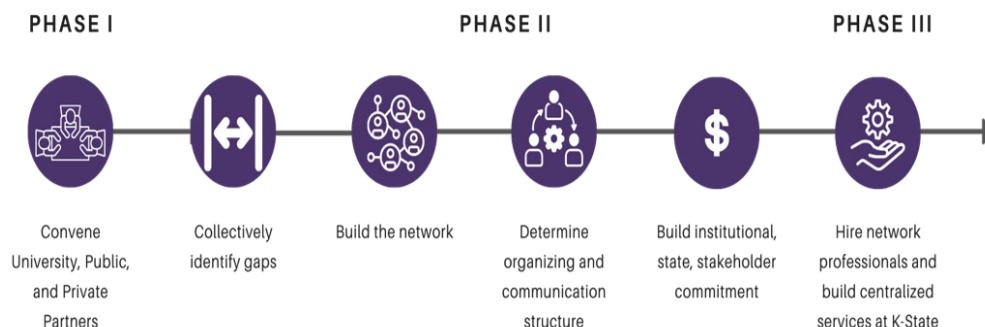 PHASE I
PHASE II
PHASE III
$
Convene
University, Public,
and Private
Partners
Collectively
identify gaps
Build the network
Determine
organizing and
communication
structure
Build institutional,
state, stakeholder
commitment
Hire network
professionals and
build centralized
services at K-State